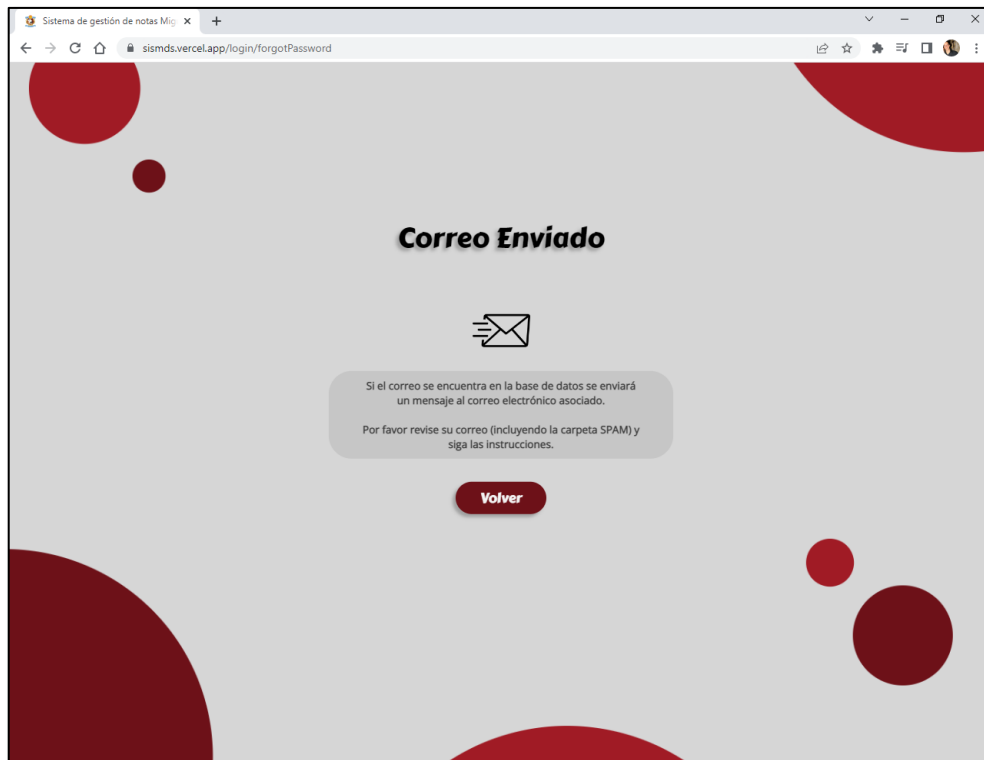 Sistema de gestión de notas Mig
sismds.vercel.app/login/forgotPassword
Correo Enviado
Si el correo se encuentra en la base de datos se enviará
un mensaje al correo electrónico asociado.
Por favor revise su correo (incluyendo la carpeta SPAM) y
siga las instrucciones.
Volver